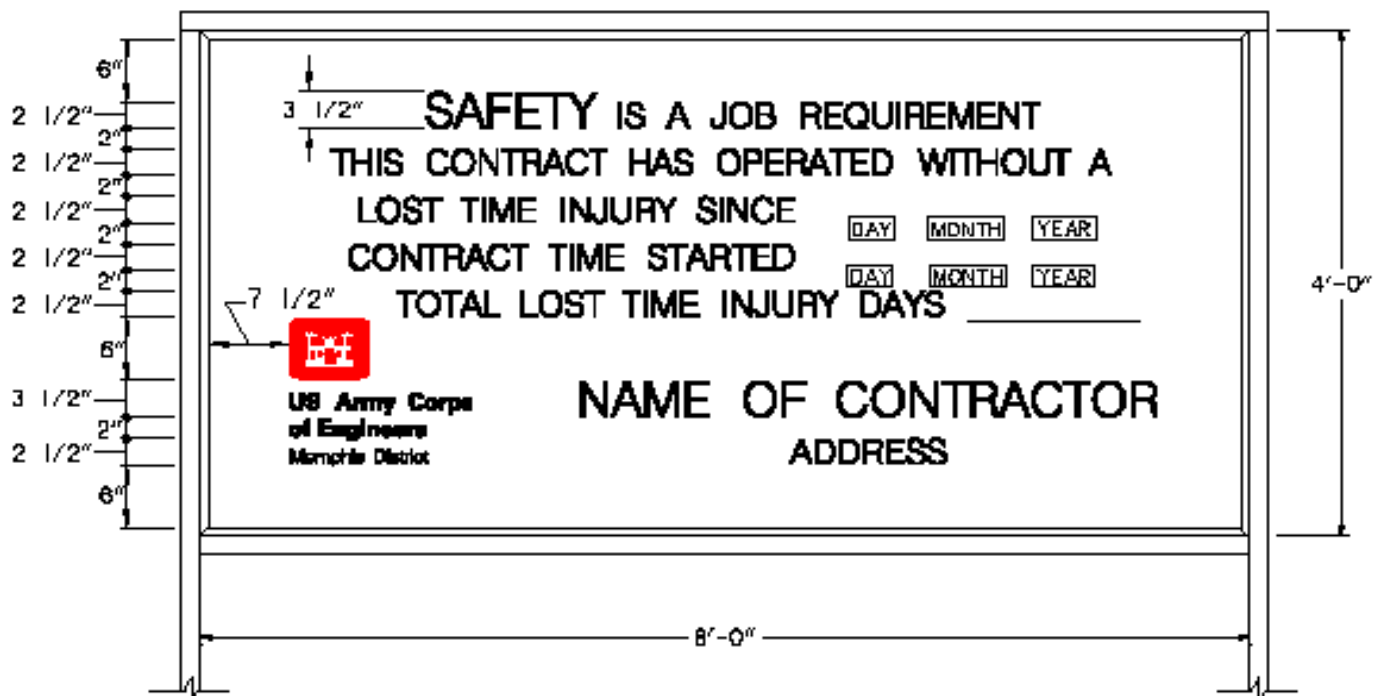 6"
2 1/2"
2"
2 1/2"
2"
2 1/2"
2"
2 1/2"
2"
2 1/2"
6"
3 1/2"
2"
2 1/2"
6"
3 1/2"
SAFETY IS A JOB REQUIREMENT
THIS CONTRACT HAS OPERATED WITHOUT A
LOST TIME INJURY SINCE DAY MONTH YEAR
CONTRACT TIME STARTED DAY MONTH YEAR
TOTAL LOST TIME INJURY DAYS
7 1/2"
US Army Corps
of Engineers
Memphis District
NAME OF CONTRACTOR
ADDRESS
4'-0"
8'-0"